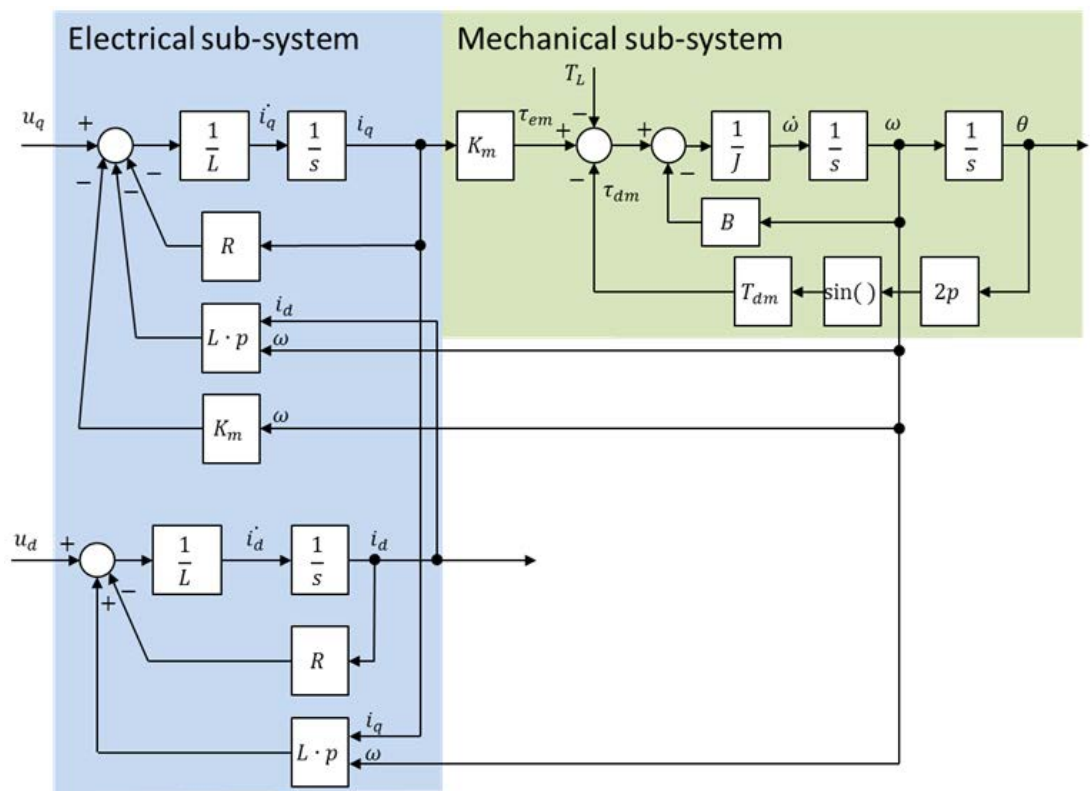 Electrical sub-system
Mechanical sub-system
T_L
u_q + 1/L i̇_q 1/s i_q K_m τ_em + − + 1/J ω̇ 1/s ω 1/s θ
− − −
− τ_dm −
B
R
T_dm sin( ) 2p
L · p i_d
ω
K_m ω
u_d + 1/L i̇_d 1/s i_d
+ −
R
L · p i_q
ω